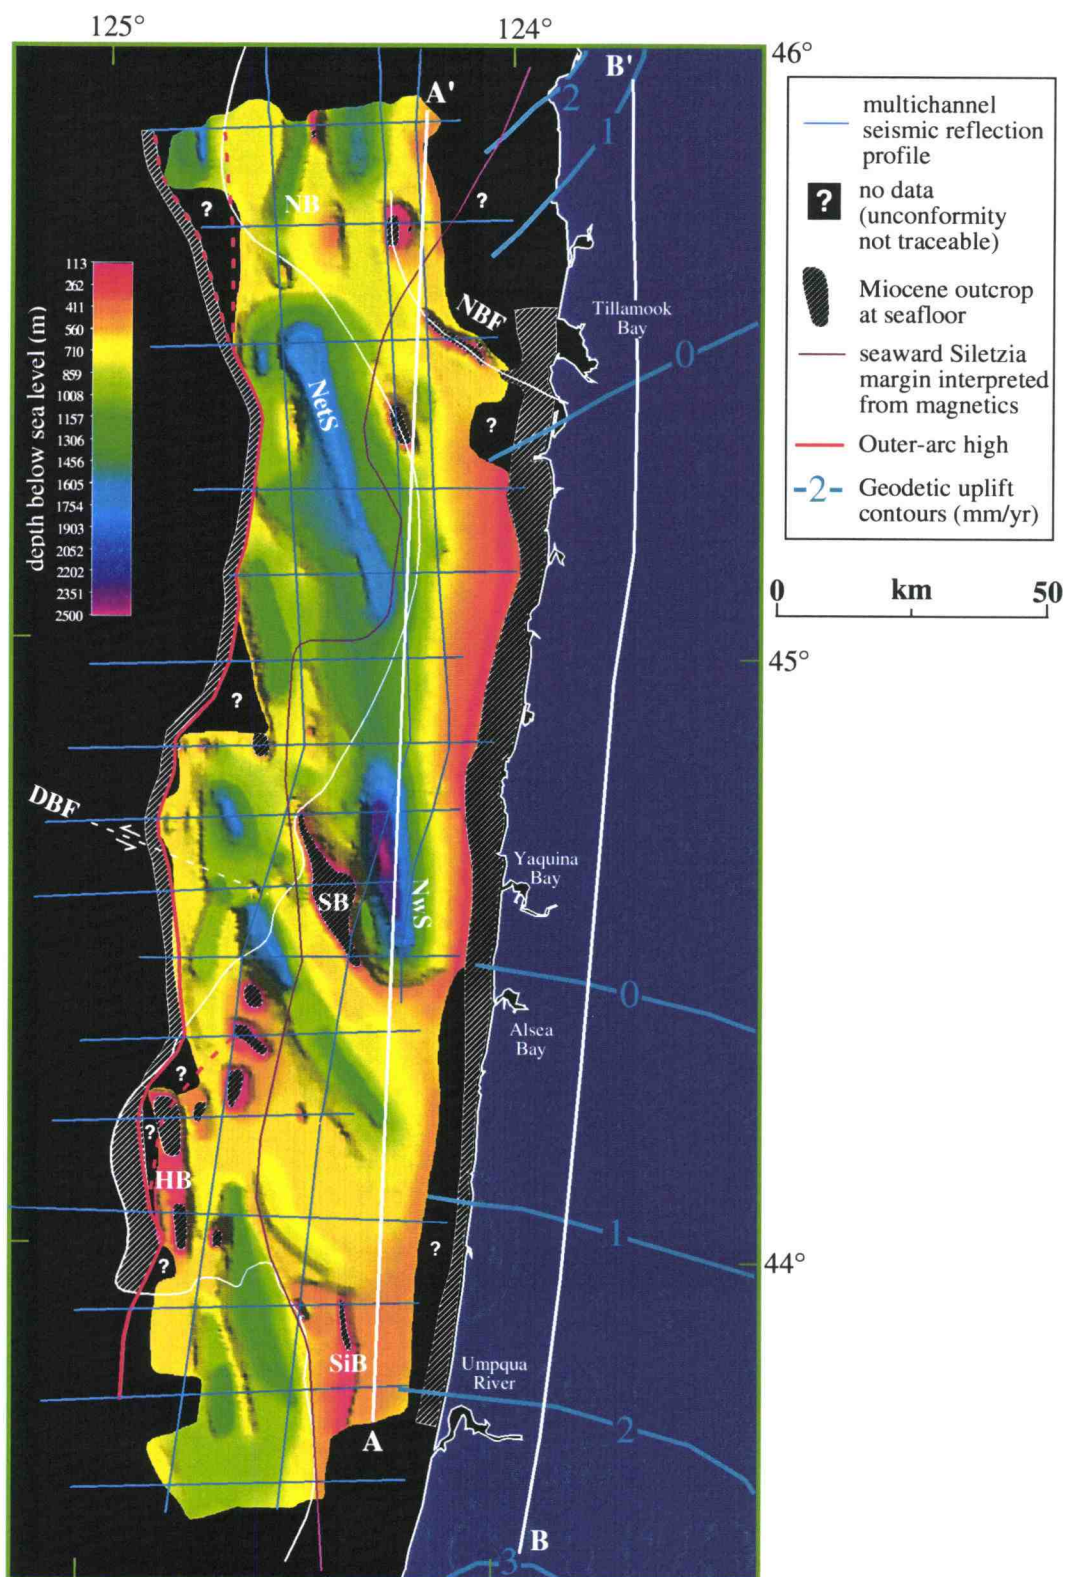 125°
124°
46°
A'
B'
2
1
multichannel
seismic reflection
profile
?
no data
(unconformity
not traceable)
Miocene outcrop
at seafloor
seaward Siletzia
margin interpreted
from magnetics
Outer-arc high
-2-
Geodetic uplift
contours (mm/yr)
0
km
50
?
?
NB
depth below sea level (m)
113
262
411
560
710
859
1008
1157
1306
1456
1605
1754
1903
2052
2202
2351
2500
NBF
Tillamook
Bay
0
NetS
?
45°
?
DBF
Yaquina
Bay
SB
NwS
0
Alsea
Bay
?
?
HB
1
?
?
44°
SiB
Umpqua
River
2
A
B
3